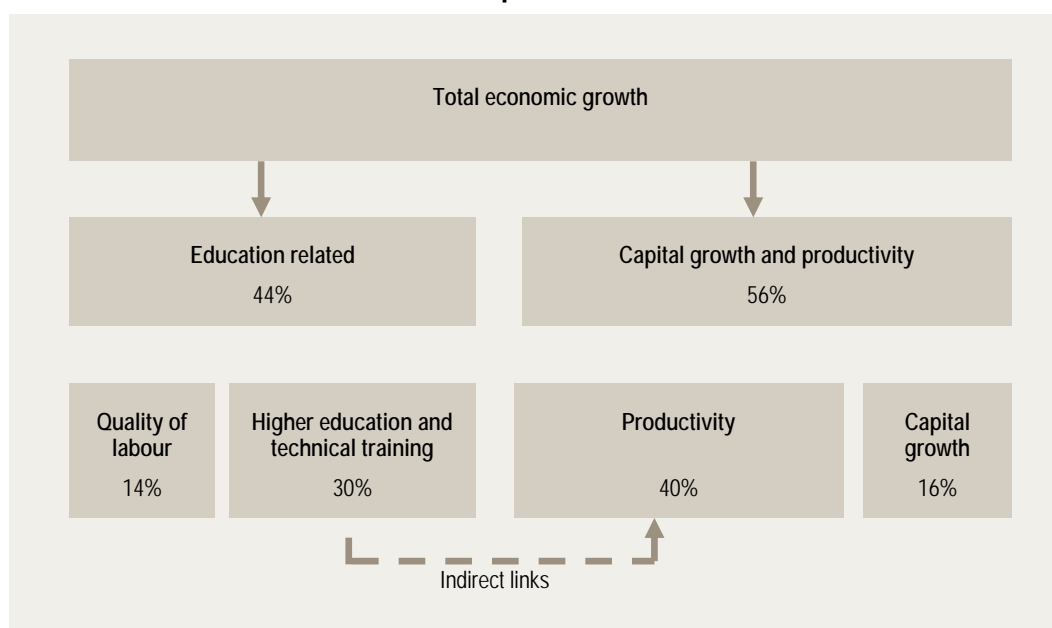 Total economic growth
Education related
44%
Capital growth and productivity
56%
Quality of
labour
14%
Higher education and
technical training
30%
Productivity
40%
Capital
growth
16%
Indirect links